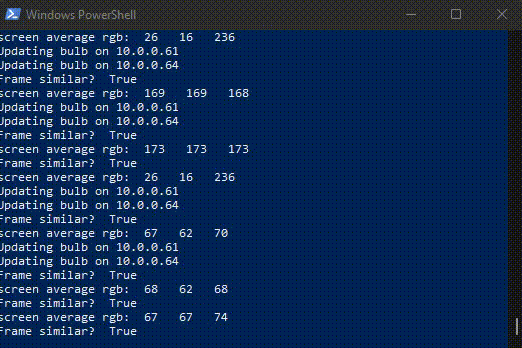 Windows PowerShell
screen average rgb:  26   16   236
Updating bulb on 10.0.0.61
Updating bulb on 10.0.0.64
Frame similar?  True
screen average rgb:  169   169   168
Updating bulb on 10.0.0.61
Updating bulb on 10.0.0.64
Frame similar?  True
screen average rgb:  173   173   173
Frame similar?  True
screen average rgb:  26   16   236
Updating bulb on 10.0.0.61
Updating bulb on 10.0.0.64
Frame similar?  True
screen average rgb:  67   62   70
Updating bulb on 10.0.0.61
Updating bulb on 10.0.0.64
Frame similar?  True
screen average rgb:  68   62   68
Frame similar?  True
screen average rgb:  67   67   74
Frame similar?  True